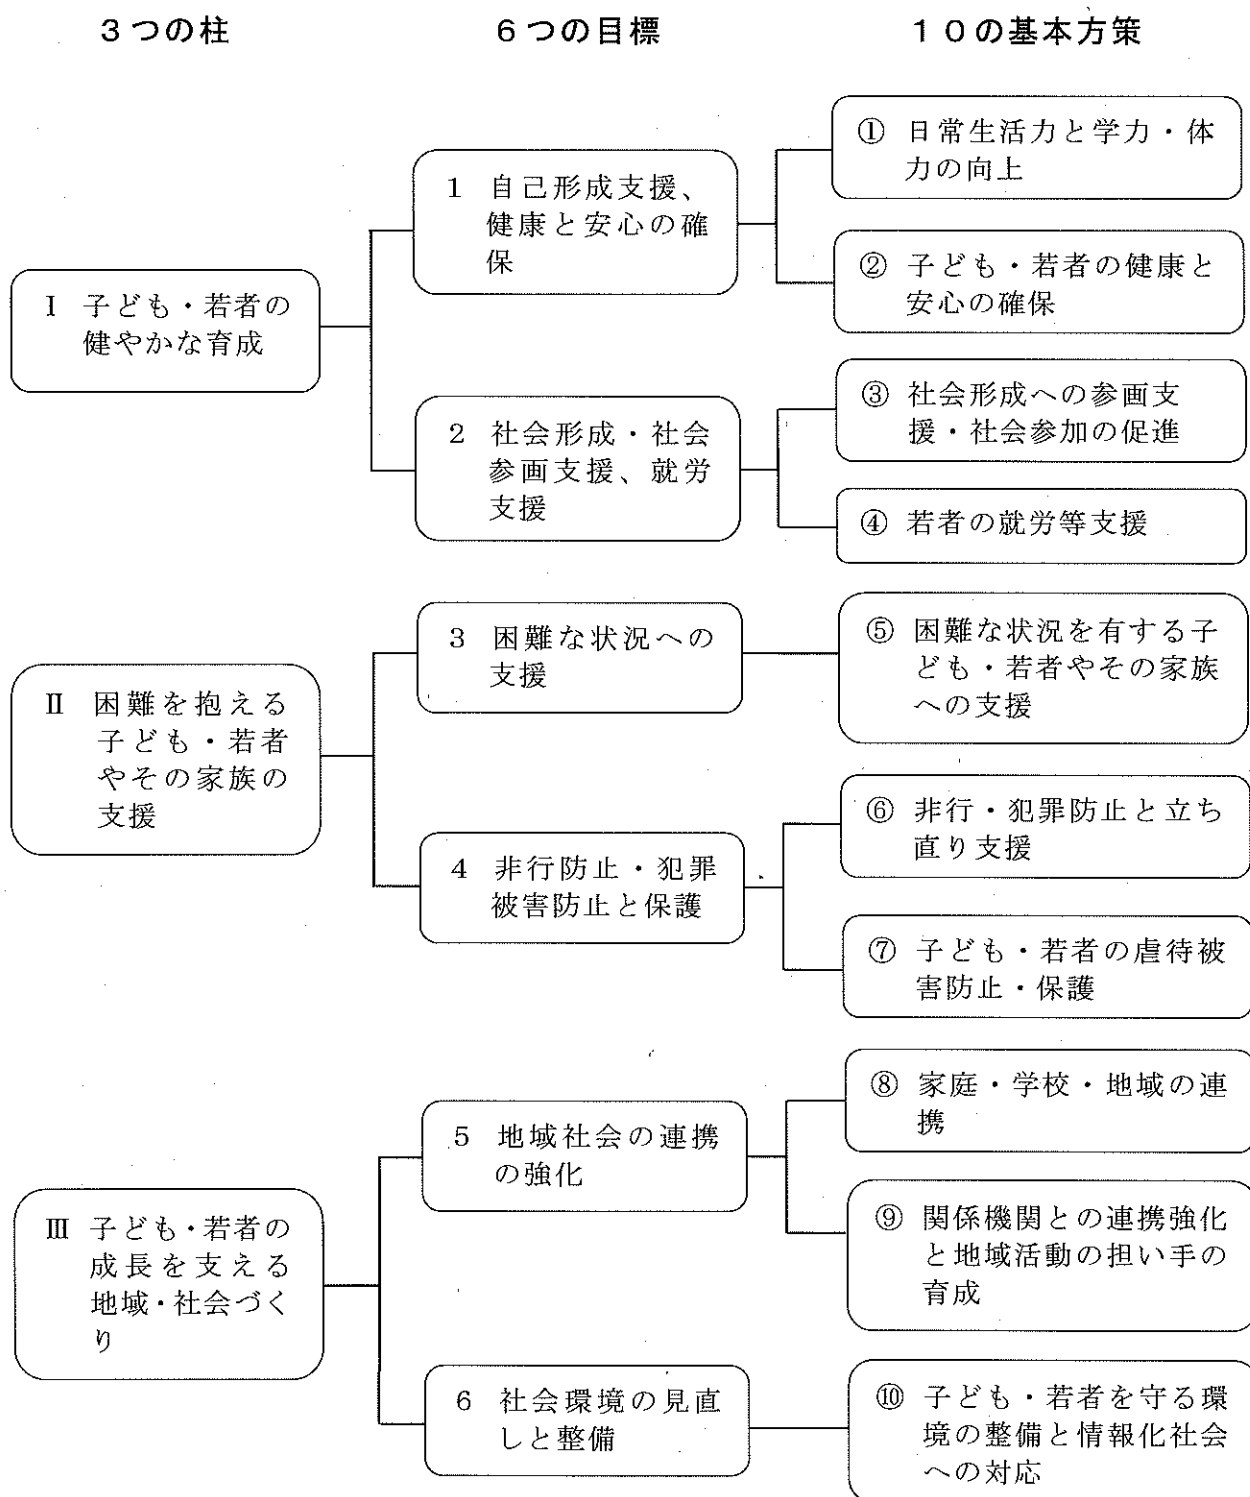 3つの柱
6つの目標
10の基本方策
Ⅰ 子ども・若者の
健やかな育成
1 自己形成支援、
健康と安心の確
保
① 日常生活力と学力・体
力の向上
② 子ども・若者の健康と
安心の確保
2 社会形成・社会
参画支援、就労
支援
③ 社会形成への参画支
援・社会参加の促進
④ 若者の就労等支援
Ⅱ 困難を抱える
子ども・若者
やその家族の
支援
3 困難な状況への
支援
⑤ 困難な状況を有する子
ども・若者やその家族
への支援
4 非行防止・犯罪
被害防止と保護
⑥ 非行・犯罪防止と立ち
直り支援
⑦ 子ども・若者の虐待被
害防止・保護
Ⅲ 子ども・若者の
成長を支える
地域・社会づく
り
5 地域社会の連携
の強化
⑧ 家庭・学校・地域の連
携
⑨ 関係機関との連携強化
と地域活動の担い手の
育成
6 社会環境の見直
しと整備
⑩ 子ども・若者を守る環
境の整備と情報化社会
への対応